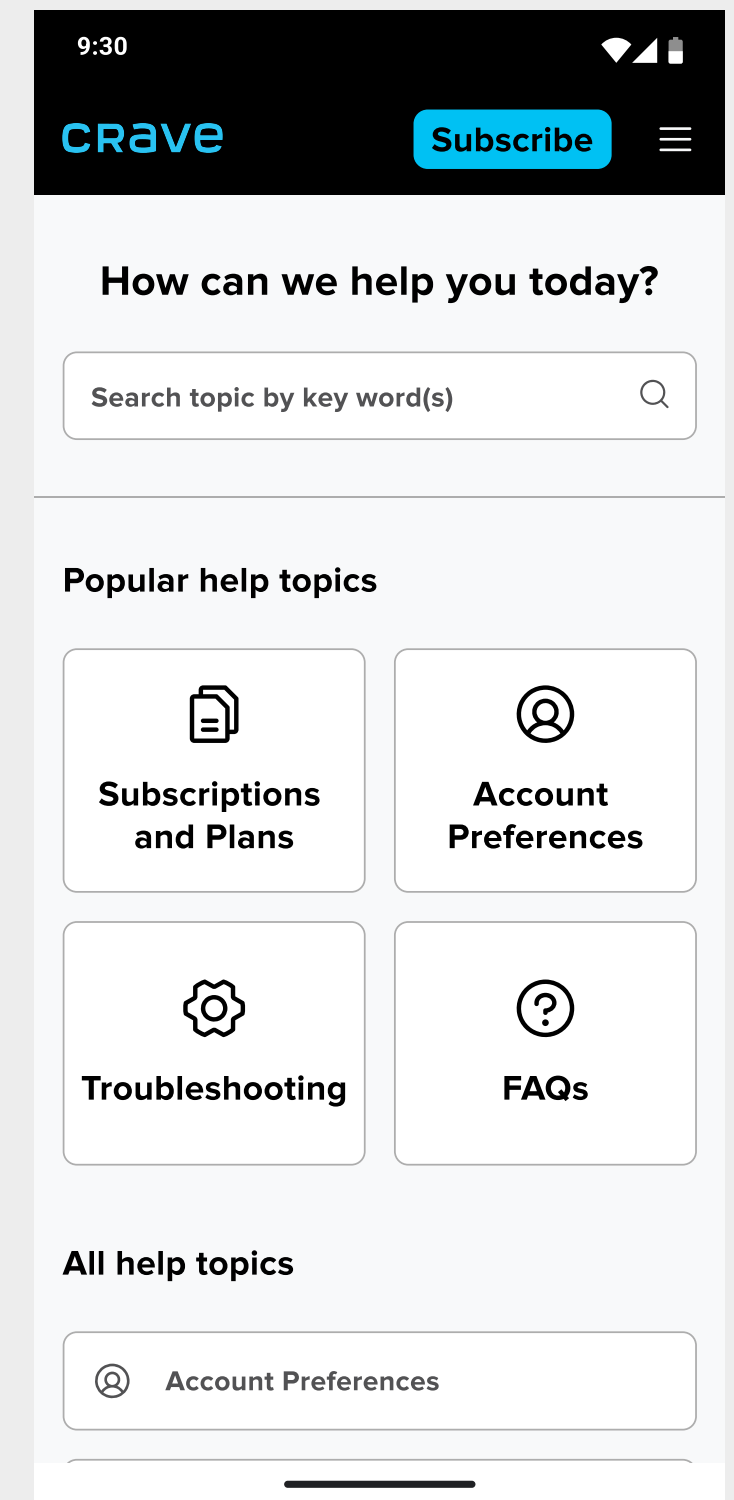 9:30
crave
Subscribe
How can we help you today?
Search topic by key word(s)
Popular help topics
Subscriptions
and Plans
Account
Preferences
Troubleshooting
FAQs
All help topics
Account Preferences